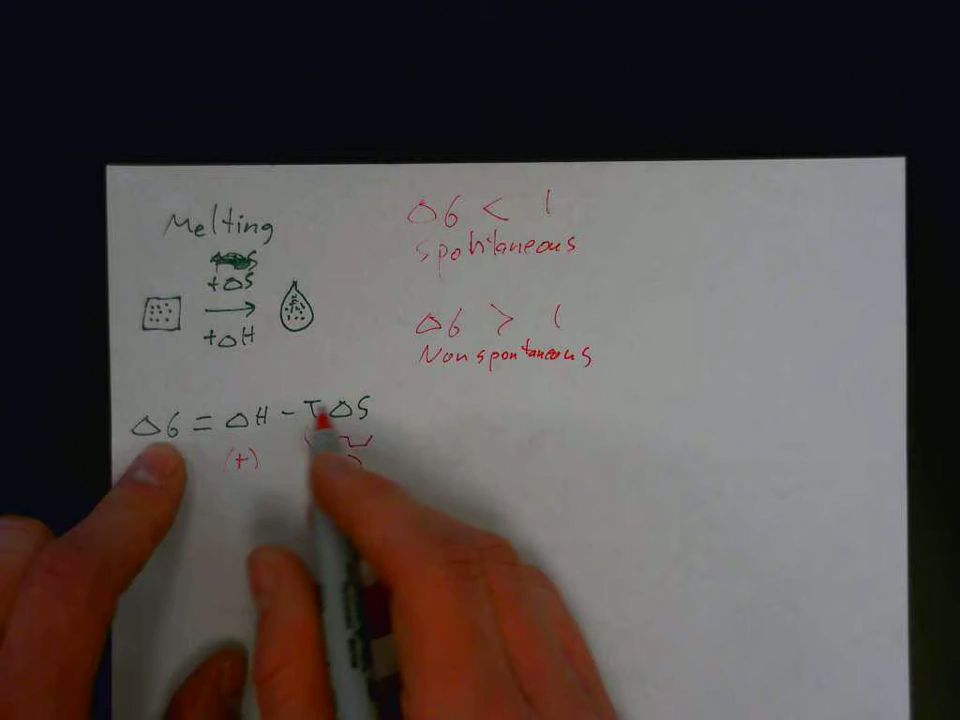 Melting
+ΔS
+ΔH
ΔG < 1
Spontaneous
ΔG > 1
Nonspontaneous
ΔG = ΔH - TΔS
(+)